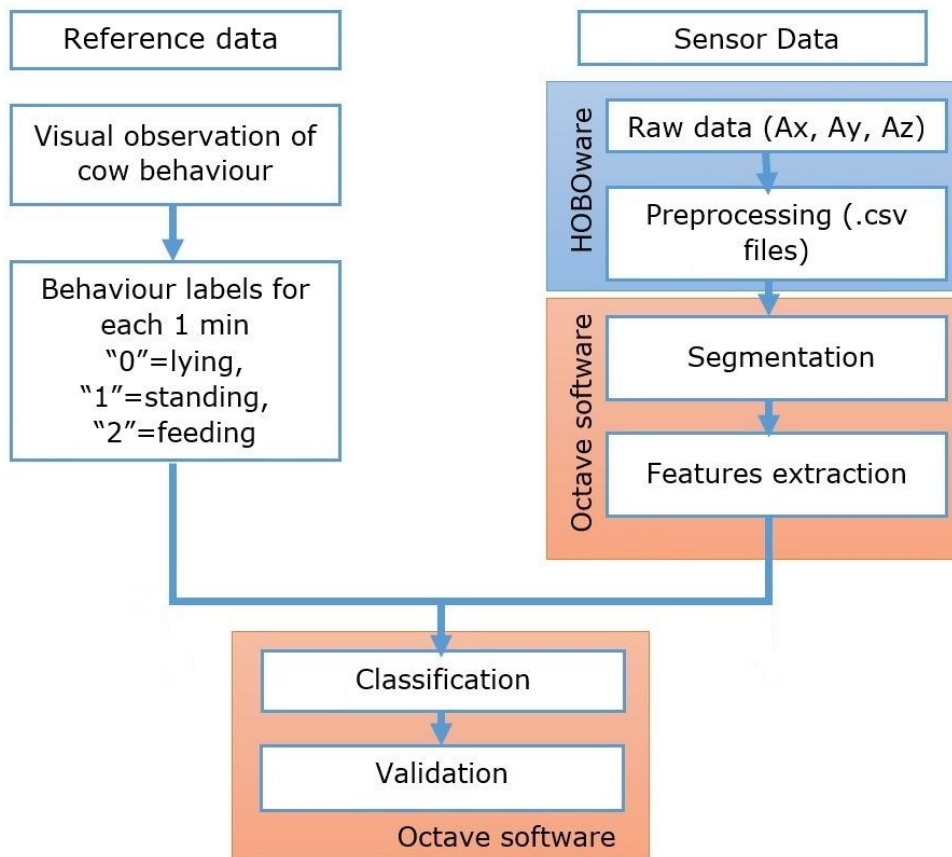 Reference data
Visual observation of
cow behaviour
Behaviour labels for
each 1 min
“0”=lying,
“1”=standing,
“2”=feeding
Sensor Data
HOBOware
Raw data (Ax, Ay, Az)
Preprocessing (.csv
files)
Octave software
Segmentation
Features extraction
Classification
Validation
Octave software